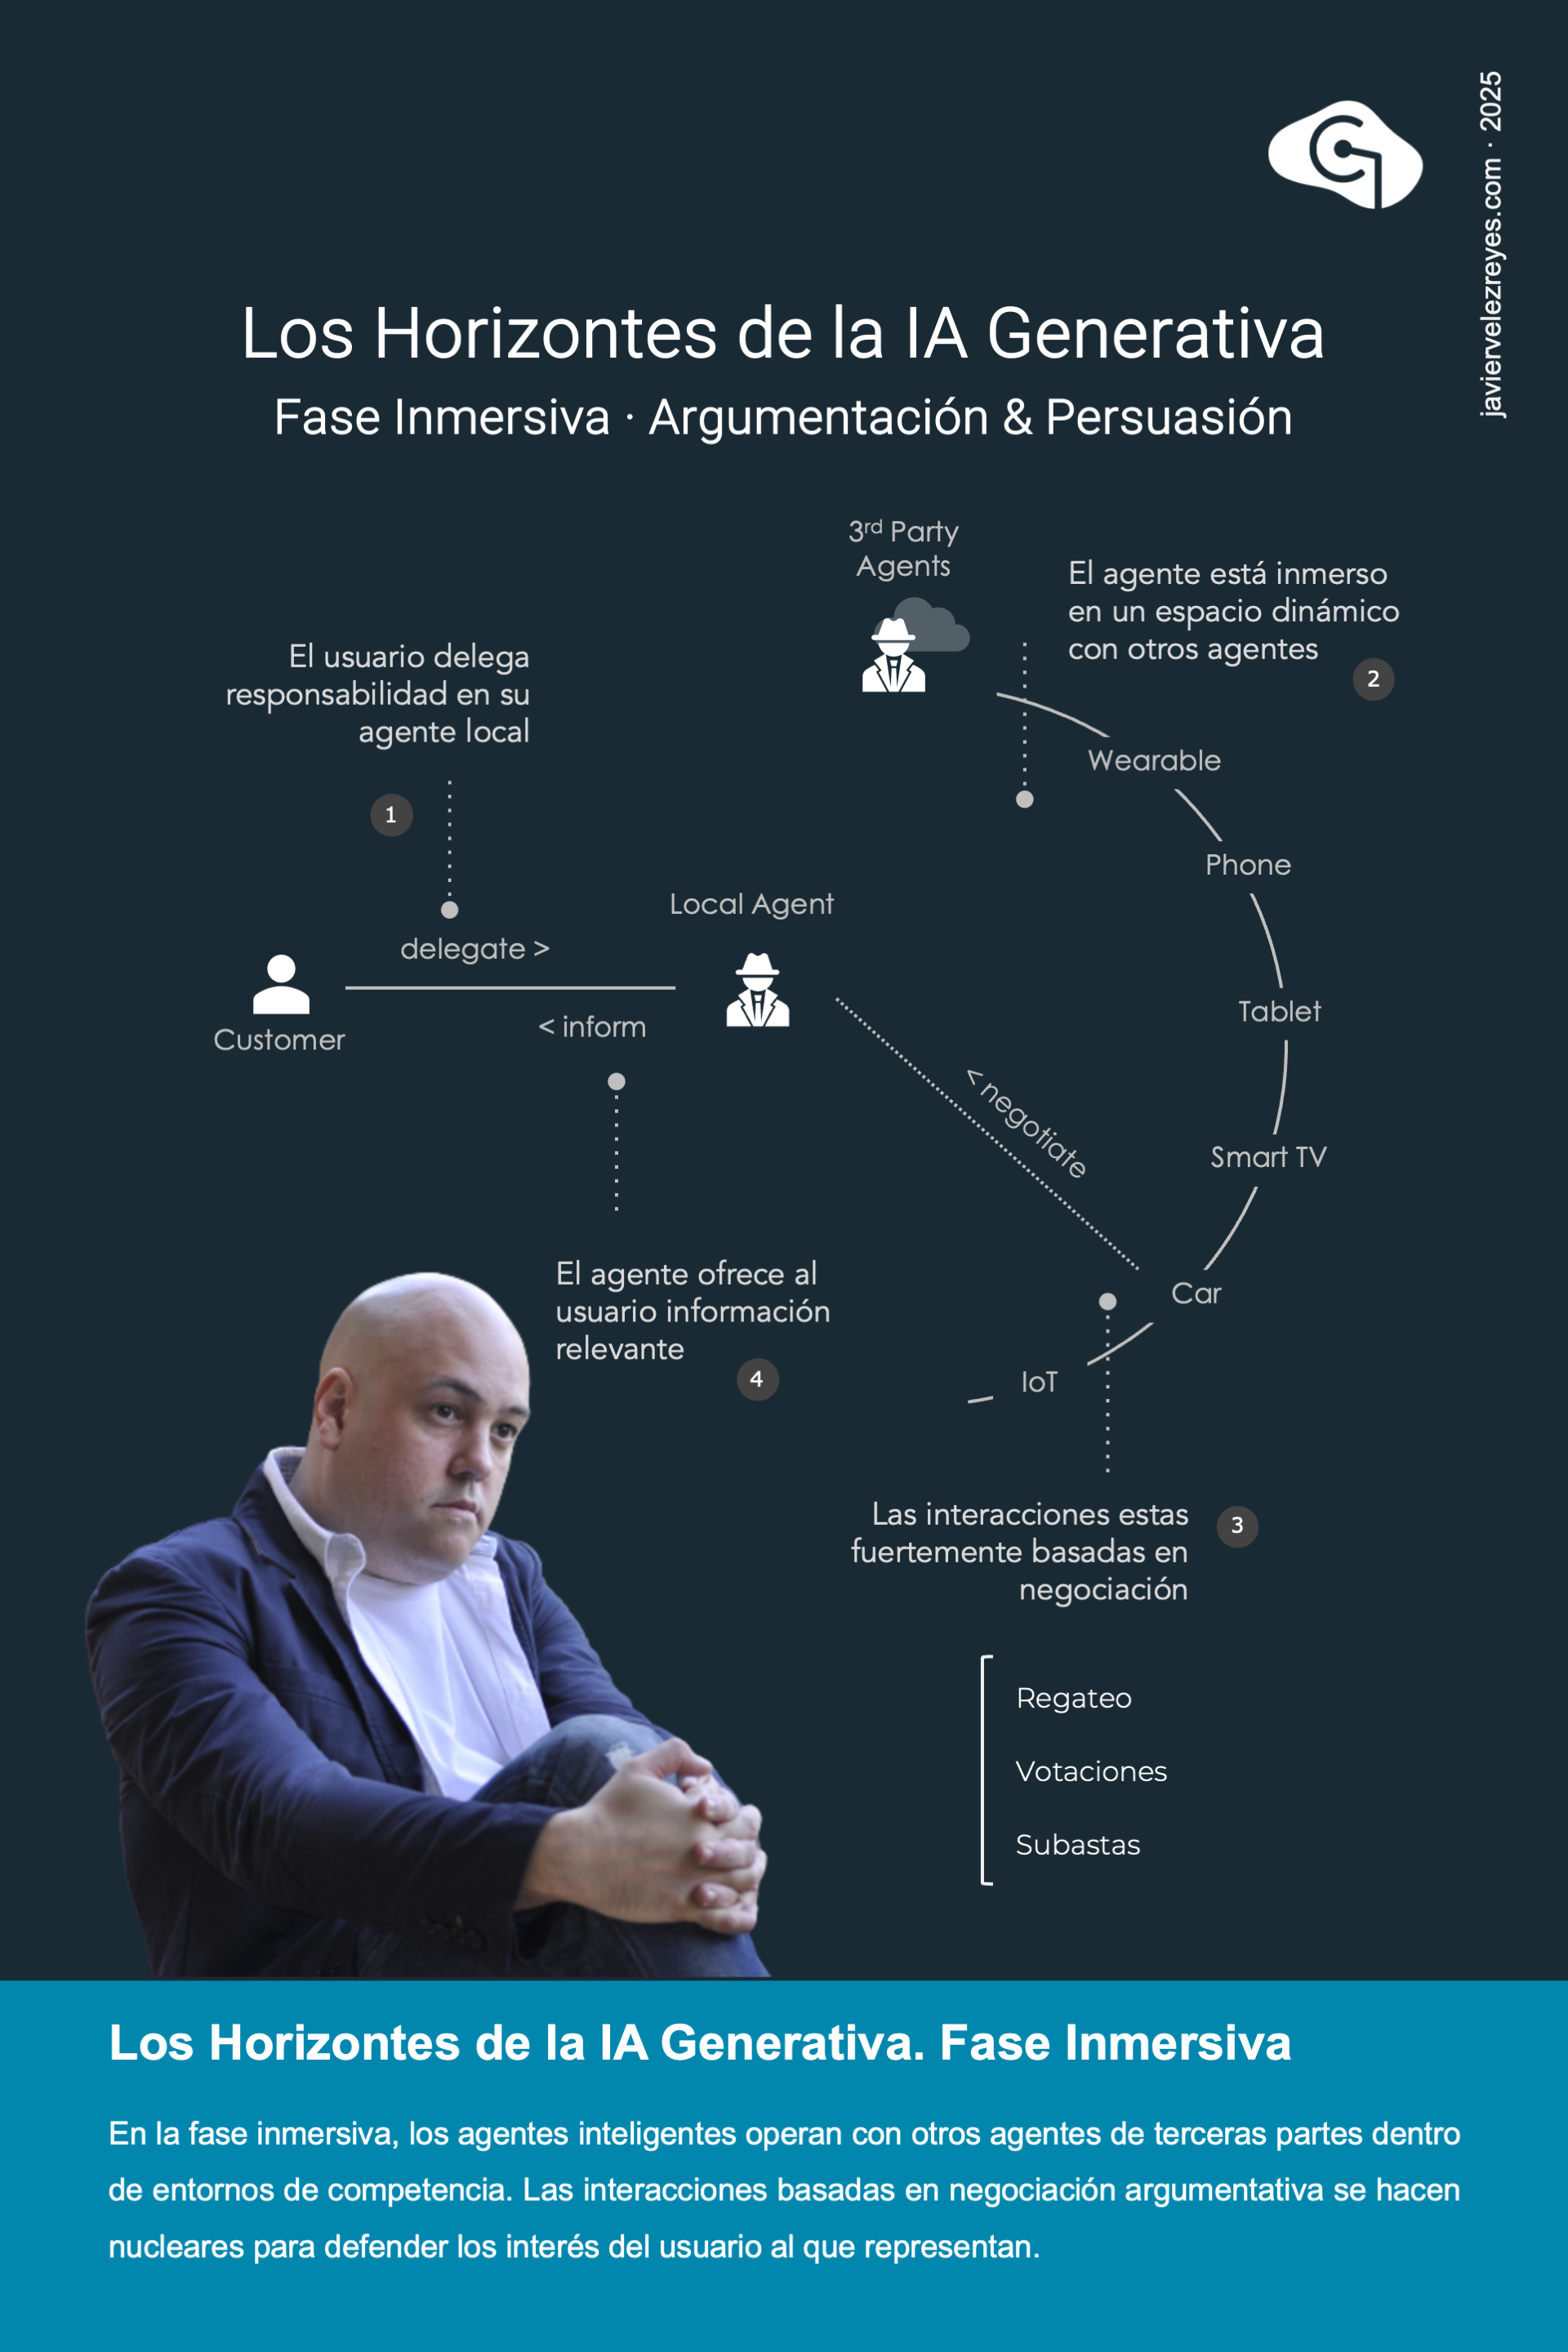 javiervelezreyes.com · 2025
Los Horizontes de la IA Generativa
Fase Inmersiva · Argumentación & Persuasión
3rd Party
Agents
El agente está inmerso
en un espacio dinámico
con otros agentes
2
El usuario delega
responsabilidad en su
agente local
1
Wearable
Phone
Local Agent
delegate >
Customer
< inform
Tablet
< negotiate
Smart TV
Car
El agente ofrece al
usuario información
relevante
4
IoT
Las interacciones estas
fuertemente basadas en
negociación
3
Regateo
Votaciones
Subastas
Los Horizontes de la IA Generativa. Fase Inmersiva
En la fase inmersiva, los agentes inteligentes operan con otros agentes de terceras partes dentro
de entornos de competencia. Las interacciones basadas en negociación argumentativa se hacen
nucleares para defender los interés del usuario al que representan.